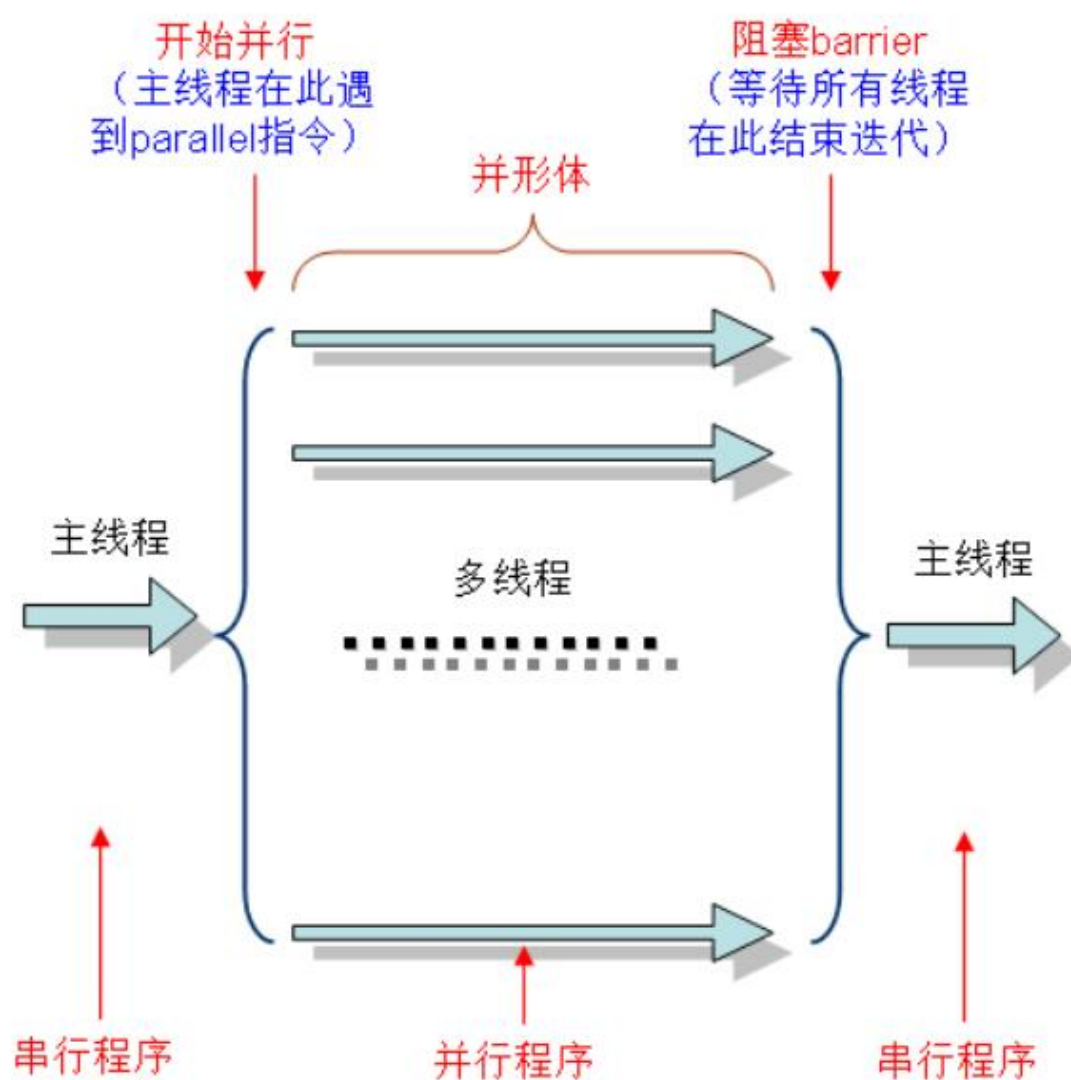 开始并行
（主线程在此遇
到parallel指令）
阻塞barrier
（等待所有线程
在此结束迭代）
并形体
主线程
多线程
主线程
串行程序
并行程序
串行程序